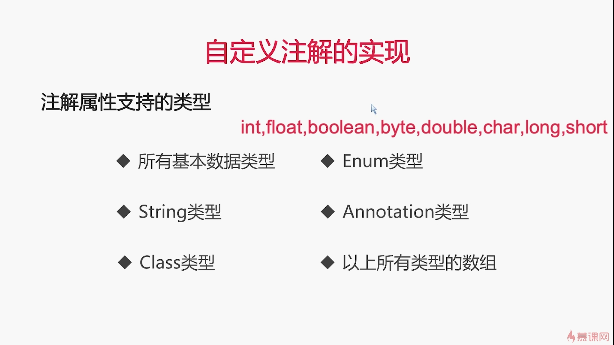 自定义注解的实现
注解属性支持的类型
int,float,boolean,byte,double,char,long,short
◆ 所有基本数据类型
◆ Enum类型
◆ String类型
◆ Annotation类型
◆ Class类型
◆ 以上所有类型的数组
慕课网